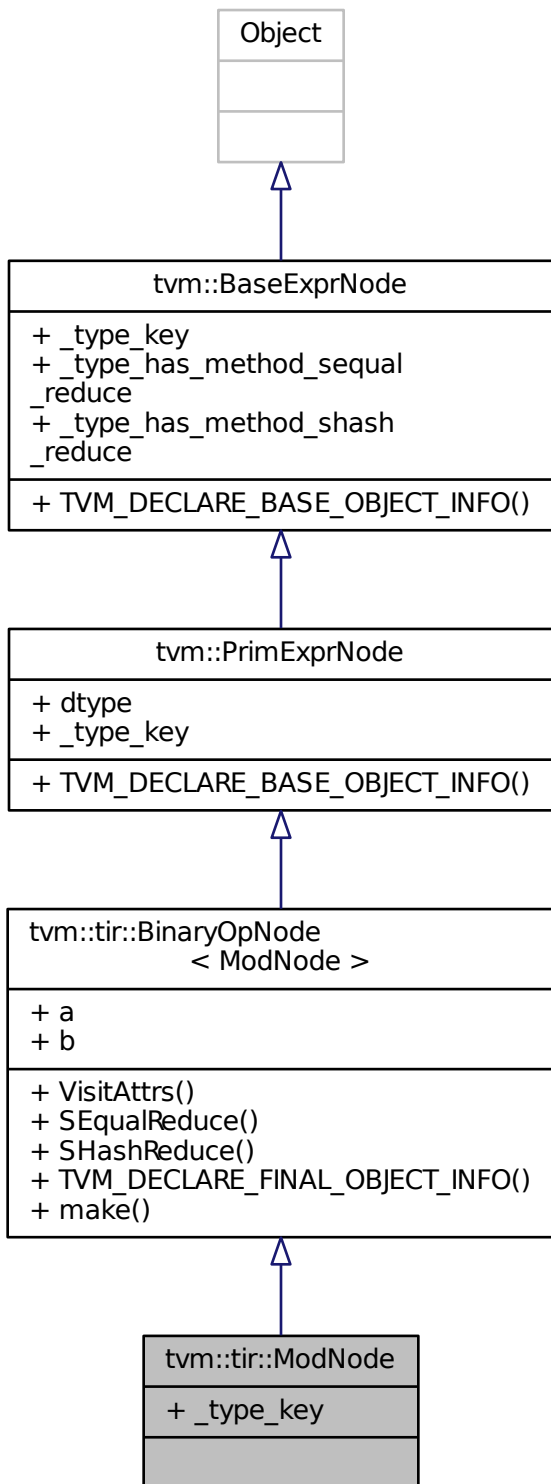 Object
tvm::BaseExprNode
+ _type_key
+ _type_has_method_sequal
_reduce
+ _type_has_method_shash
_reduce
+ TVM_DECLARE_BASE_OBJECT_INFO()
tvm::PrimExprNode
+ dtype
+ _type_key
+ TVM_DECLARE_BASE_OBJECT_INFO()
tvm::tir::BinaryOpNode
< ModNode >
+ a
+ b
+ VisitAttrs()
+ SEqualReduce()
+ SHashReduce()
+ TVM_DECLARE_FINAL_OBJECT_INFO()
+ make()
tvm::tir::ModNode
+ _type_key